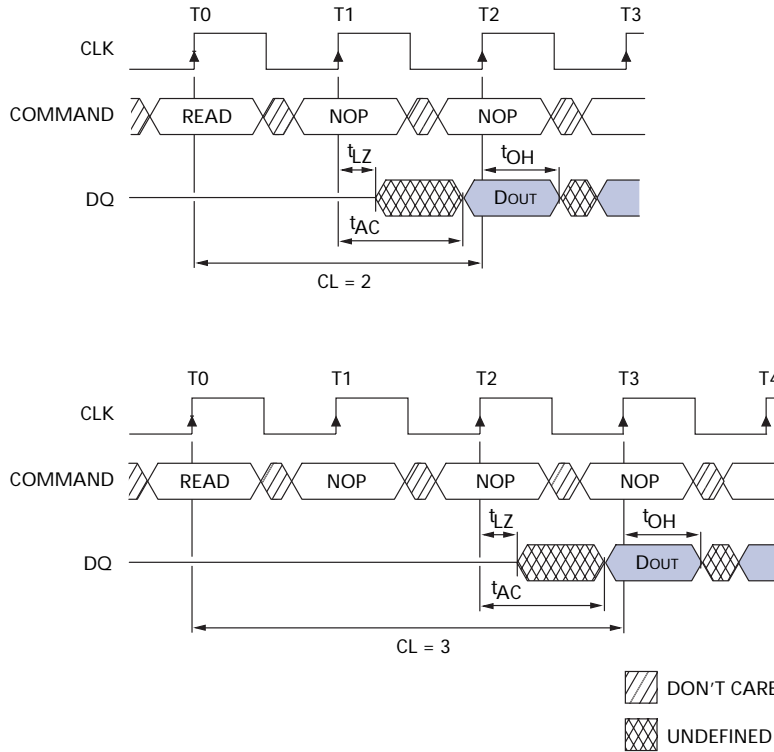 T0 T1 T2 T3
CLK
COMMAND READ NOP NOP
tLZ tOH
DQ DOUT
tAC
CL = 2
T0 T1 T2 T3 T4
CLK
COMMAND READ NOP NOP NOP
tLZ tOH
DQ DOUT
tAC
CL = 3
DON'T CARE
UNDEFINED